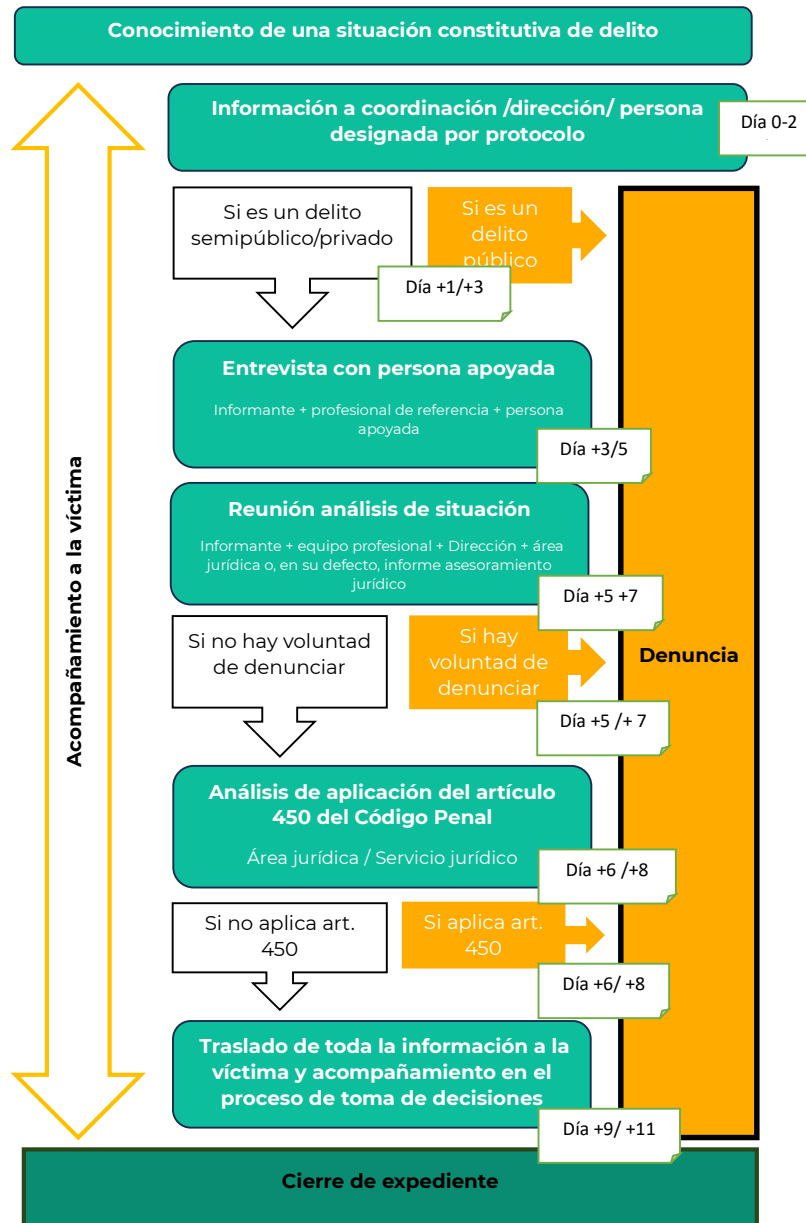 Conocimiento de una situación constitutiva de delito
Información a coordinación /dirección/ persona
designada por protocolo
Día 0-2
Si es un delito
semipúblico/privado
Si es un
delito
público
Día +1/+3
Entrevista con persona apoyada
Informante + profesional de referencia + persona
apoyada
Día +3/5
Reunión análisis de situación
Informante + equipo profesional + Dirección + área
jurídica o, en su defecto, informe asesoramiento
jurídico
Día +5 +7
Si no hay voluntad
de denunciar
Si hay
voluntad de
denunciar
Día +5 /+ 7
Denuncia
Acompañamiento a la víctima
Análisis de aplicación del artículo
450 del Código Penal
Área jurídica / Servicio jurídico
Día +6 /+8
Si no aplica art.
450
Si aplica art.
450
Día +6/ +8
Traslado de toda la información a la
víctima y acompañamiento en el
proceso de toma de decisiones
Día +9/ +11
Cierre de expediente